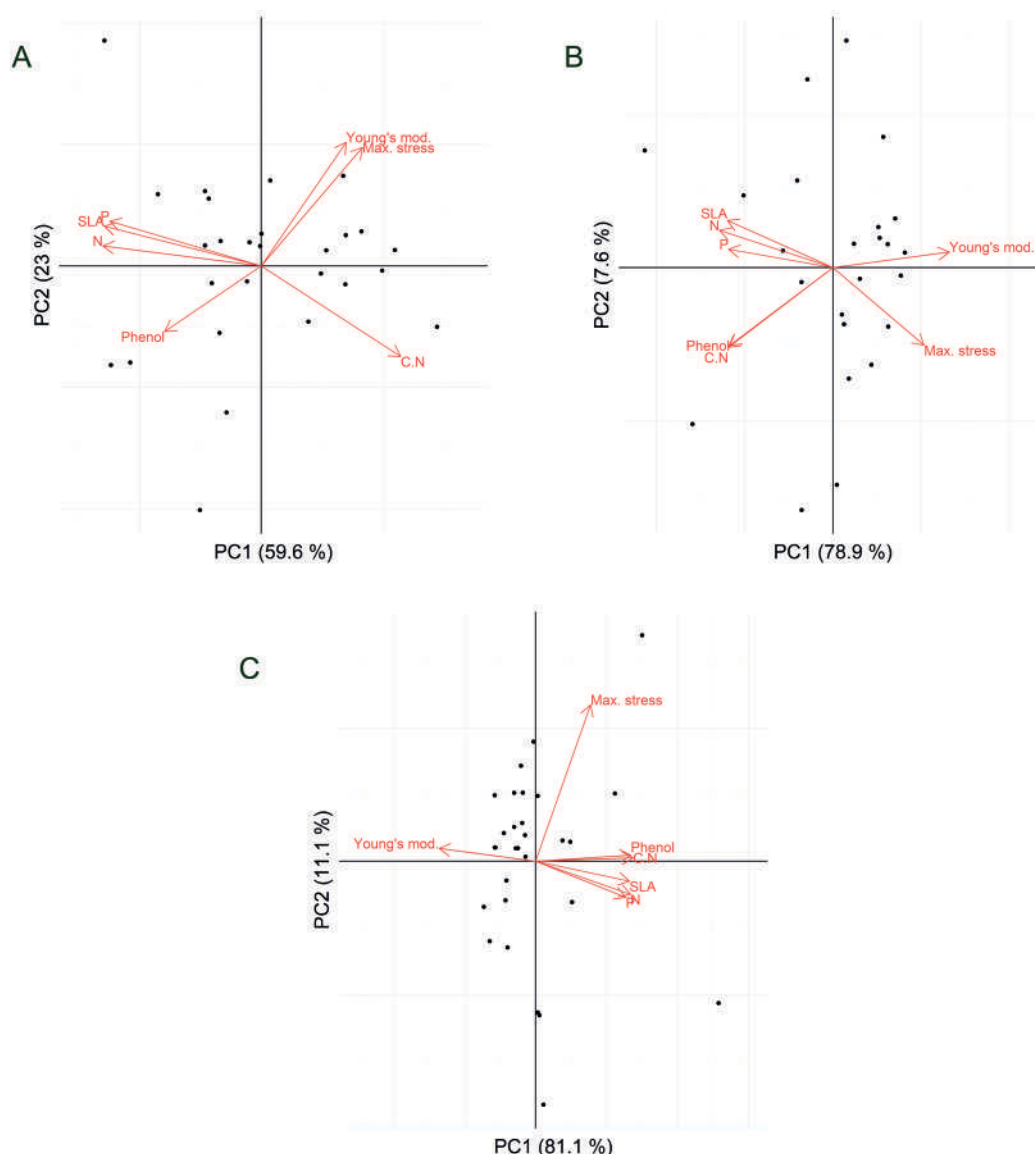 A
Young's mod.
Max. stress
P
SLA
N
Phenol
C.N
PC2 (23 %)
PC1 (59.6 %)
B
SLA
N
P
Young's mod.
Phenol
C.N
Max. stress
PC2 (7.6 %)
PC1 (78.9 %)
C
Max. stress
Young's mod.
Phenol
C.N
SLA
N
P
PC2 (11.1 %)
PC1 (81.1 %)